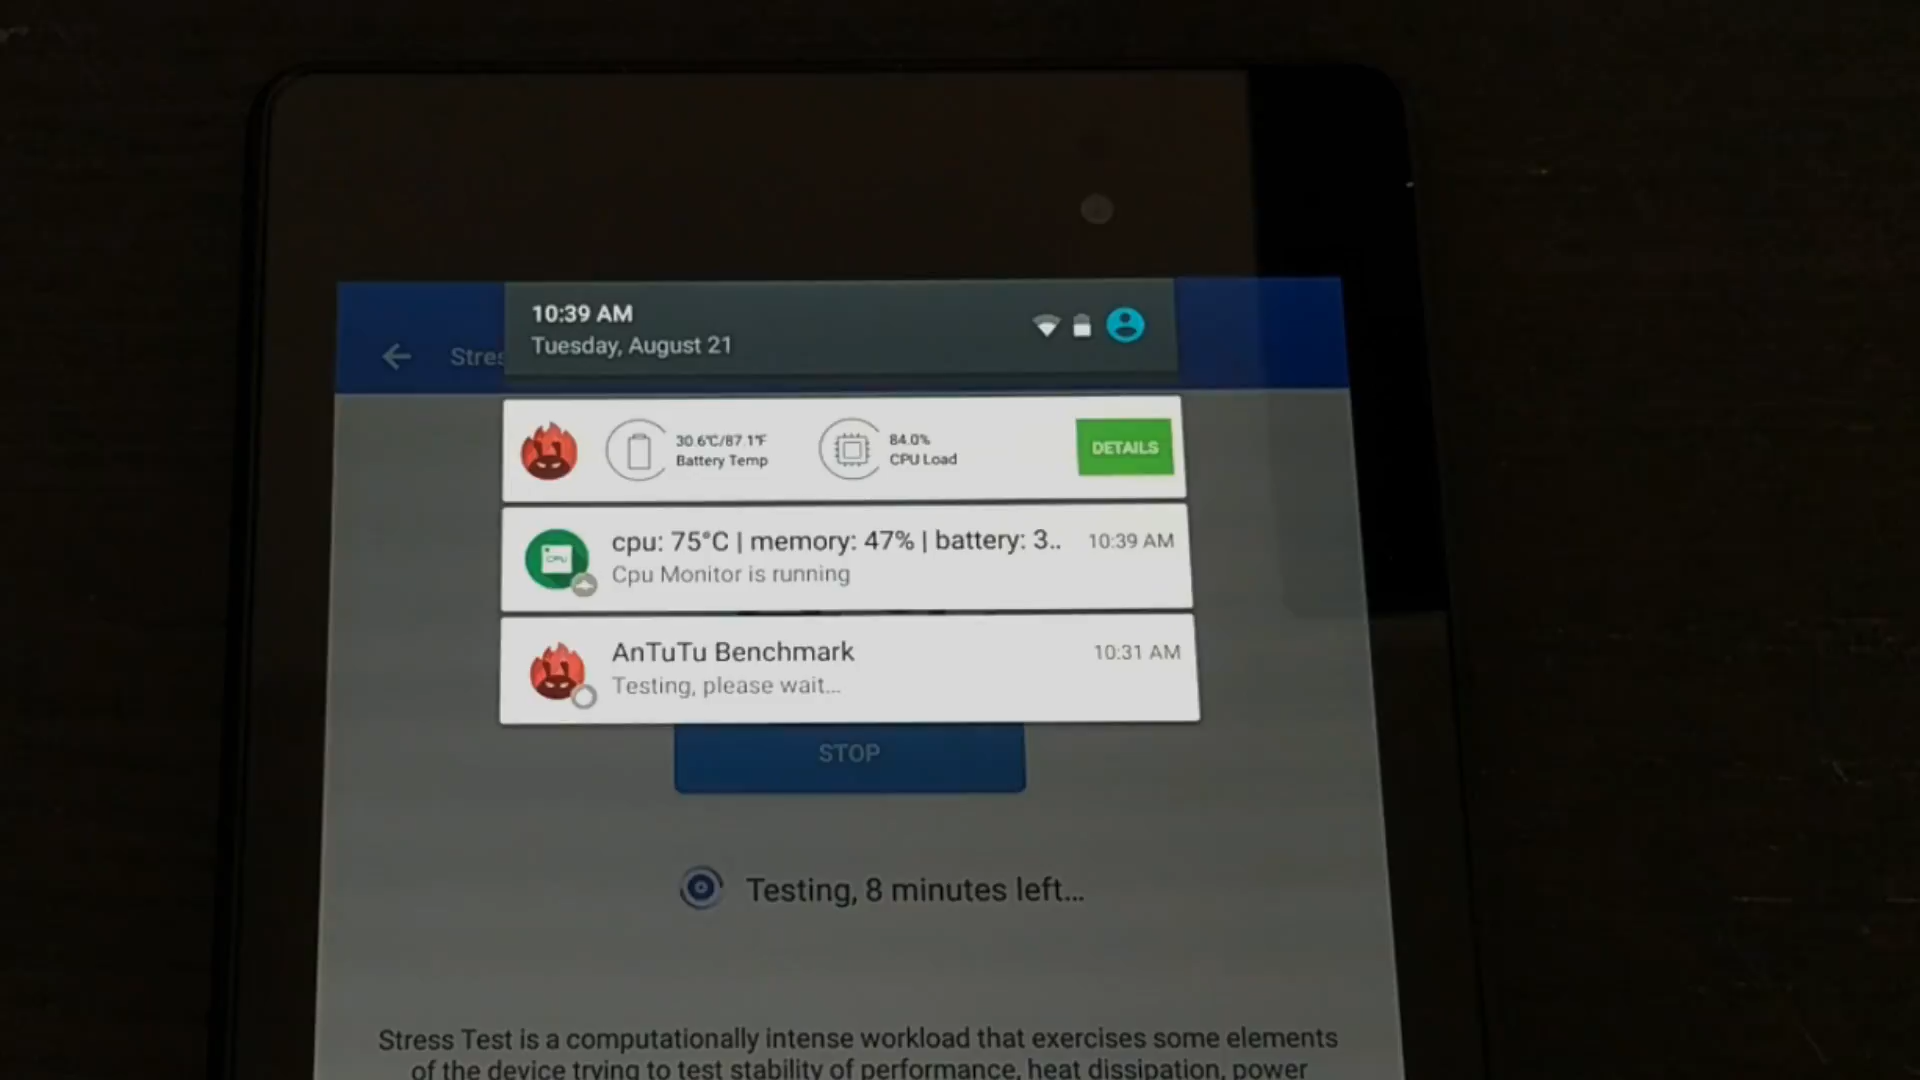 10:39 AM
Tuesday, August 21
Stres
30.6℃/87.1℉
Battery Temp
84.0%
CPU Load
DETAILS
cpu: 75°C | memory: 47% | battery: 3..
10:39 AM
CPU
Cpu Monitor is running
AnTuTu Benchmark
10:31 AM
Testing, please wait...
STOP
Testing, 8 minutes left...
Stress Test is a computationally intense workload that exercises some elements
of the device trying to test stability of performance, heat dissipation, power